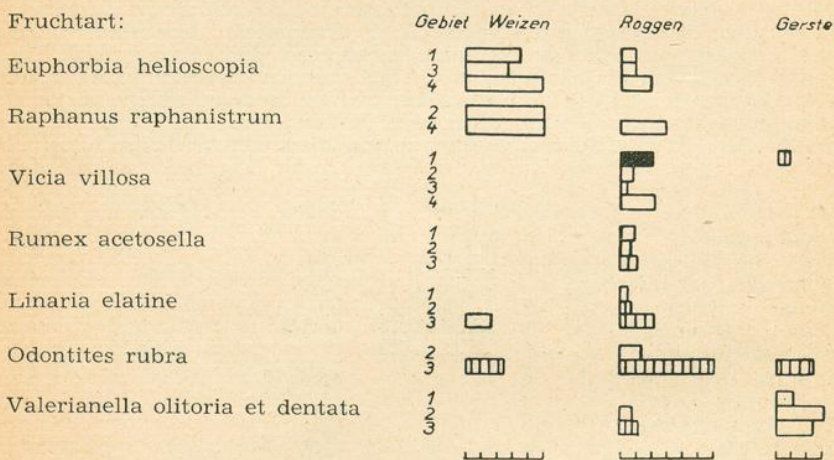 Fruchtart: Gebiet Weizen Roggen Gerste
1
Euphorbia helioscopia 3
4
Raphanus raphanistrum 2
4
1
Vicia villosa 2
3
4
Rumex acetosella 1
2
3
Linaria elatine 1
2
3
Odontites rubra 2
3
Valerianella olitoria et dentata 1
2
3